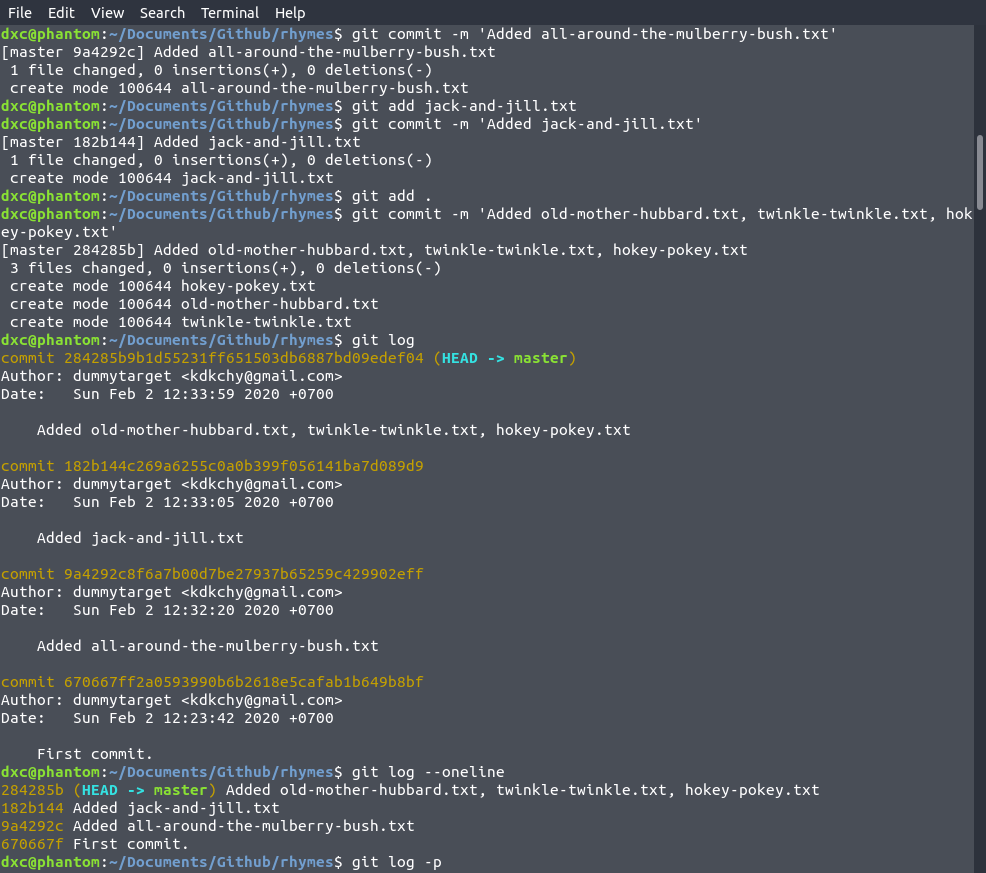 File Edit View Search Terminal Help
dxc@phantom:~/Documents/Github/rhymes$ git commit -m 'Added all-around-the-mulberry-bush.txt'
[master 9a4292c] Added all-around-the-mulberry-bush.txt
 1 file changed, 0 insertions(+), 0 deletions(-)
 create mode 100644 all-around-the-mulberry-bush.txt
dxc@phantom:~/Documents/Github/rhymes$ git add jack-and-jill.txt
dxc@phantom:~/Documents/Github/rhymes$ git commit -m 'Added jack-and-jill.txt'
[master 182b144] Added jack-and-jill.txt
 1 file changed, 0 insertions(+), 0 deletions(-)
 create mode 100644 jack-and-jill.txt
dxc@phantom:~/Documents/Github/rhymes$ git add .
dxc@phantom:~/Documents/Github/rhymes$ git commit -m 'Added old-mother-hubbard.txt, twinkle-twinkle.txt, hok
ey-pokey.txt'
[master 284285b] Added old-mother-hubbard.txt, twinkle-twinkle.txt, hokey-pokey.txt
 3 files changed, 0 insertions(+), 0 deletions(-)
 create mode 100644 hokey-pokey.txt
 create mode 100644 old-mother-hubbard.txt
 create mode 100644 twinkle-twinkle.txt
dxc@phantom:~/Documents/Github/rhymes$ git log
commit 284285b9b1d55231ff651503db6887bd09edef04 (HEAD -> master)
Author: dummytarget <kdkchy@gmail.com>
Date:   Sun Feb 2 12:33:59 2020 +0700

    Added old-mother-hubbard.txt, twinkle-twinkle.txt, hokey-pokey.txt

commit 182b144c269a6255c0a0b399f056141ba7d089d9
Author: dummytarget <kdkchy@gmail.com>
Date:   Sun Feb 2 12:33:05 2020 +0700

    Added jack-and-jill.txt

commit 9a4292c8f6a7b00d7be27937b65259c429902eff
Author: dummytarget <kdkchy@gmail.com>
Date:   Sun Feb 2 12:32:20 2020 +0700

    Added all-around-the-mulberry-bush.txt

commit 670667ff2a0593990b6b2618e5cafab1b649b8bf
Author: dummytarget <kdkchy@gmail.com>
Date:   Sun Feb 2 12:23:42 2020 +0700

    First commit.
dxc@phantom:~/Documents/Github/rhymes$ git log --oneline
284285b (HEAD -> master) Added old-mother-hubbard.txt, twinkle-twinkle.txt, hokey-pokey.txt
182b144 Added jack-and-jill.txt
9a4292c Added all-around-the-mulberry-bush.txt
670667f First commit.
dxc@phantom:~/Documents/Github/rhymes$ git log -p